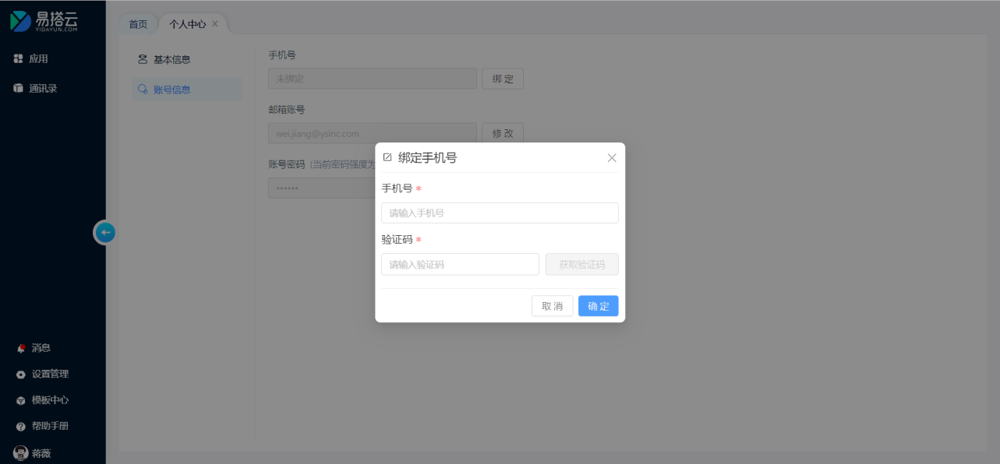 易搭云
YIDAYUN.COM
应用
通讯录
消息
设置管理
模板中心
帮助手册
蒋薇
首页
个人中心
基本信息
账号信息
手机号
未绑定
绑 定
邮箱账号
wei.jiang@ysinc.com
修 改
账号密码 (当前密码强度为
••••••
绑定手机号
手机号 *
请输入手机号
验证码 *
请输入验证码
获取验证码
取 消
确 定